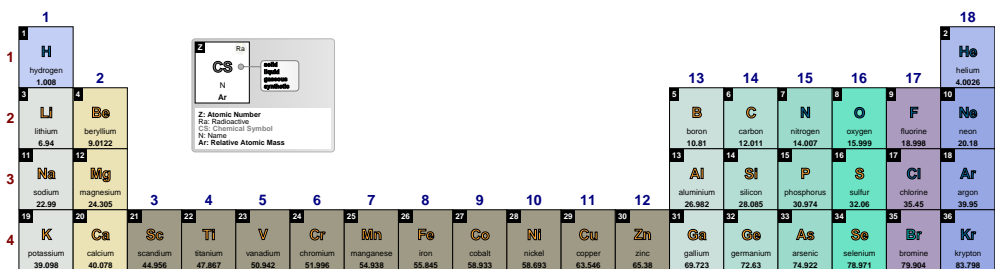 1
18
1
H
hydrogen
1.008
2
He
helium
4.0026
1
Z
Ra
CS
solid
liquid
gaseous
synthetic
N
Ar
Z: Atomic Number
Ra: Radioactive
CS: Chemical Symbol
N: Name
Ar: Relative Atomic Mass
2
13
14
15
16
17
2
3
Li
lithium
6.94
4
Be
beryllium
9.0122
5
B
boron
10.81
6
C
carbon
12.011
7
N
nitrogen
14.007
8
O
oxygen
15.999
9
F
fluorine
18.998
10
Ne
neon
20.18
3
11
Na
sodium
22.99
12
Mg
magnesium
24.305
13
Al
aluminium
26.982
14
Si
silicon
28.085
15
P
phosphorus
30.974
16
S
sulfur
32.06
17
Cl
chlorine
35.45
18
Ar
argon
39.95
3
4
5
6
7
8
9
10
11
12
4
19
K
potassium
39.098
20
Ca
calcium
40.078
21
Sc
scandium
44.956
22
Ti
titanium
47.867
23
V
vanadium
50.942
24
Cr
chromium
51.996
25
Mn
manganese
54.938
26
Fe
iron
55.845
27
Co
cobalt
58.933
28
Ni
nickel
58.693
29
Cu
copper
63.546
30
Zn
zinc
65.38
31
Ga
gallium
69.723
32
Ge
germanium
72.63
33
As
arsenic
74.922
34
Se
selenium
78.971
35
Br
bromine
79.904
36
Kr
krypton
83.798